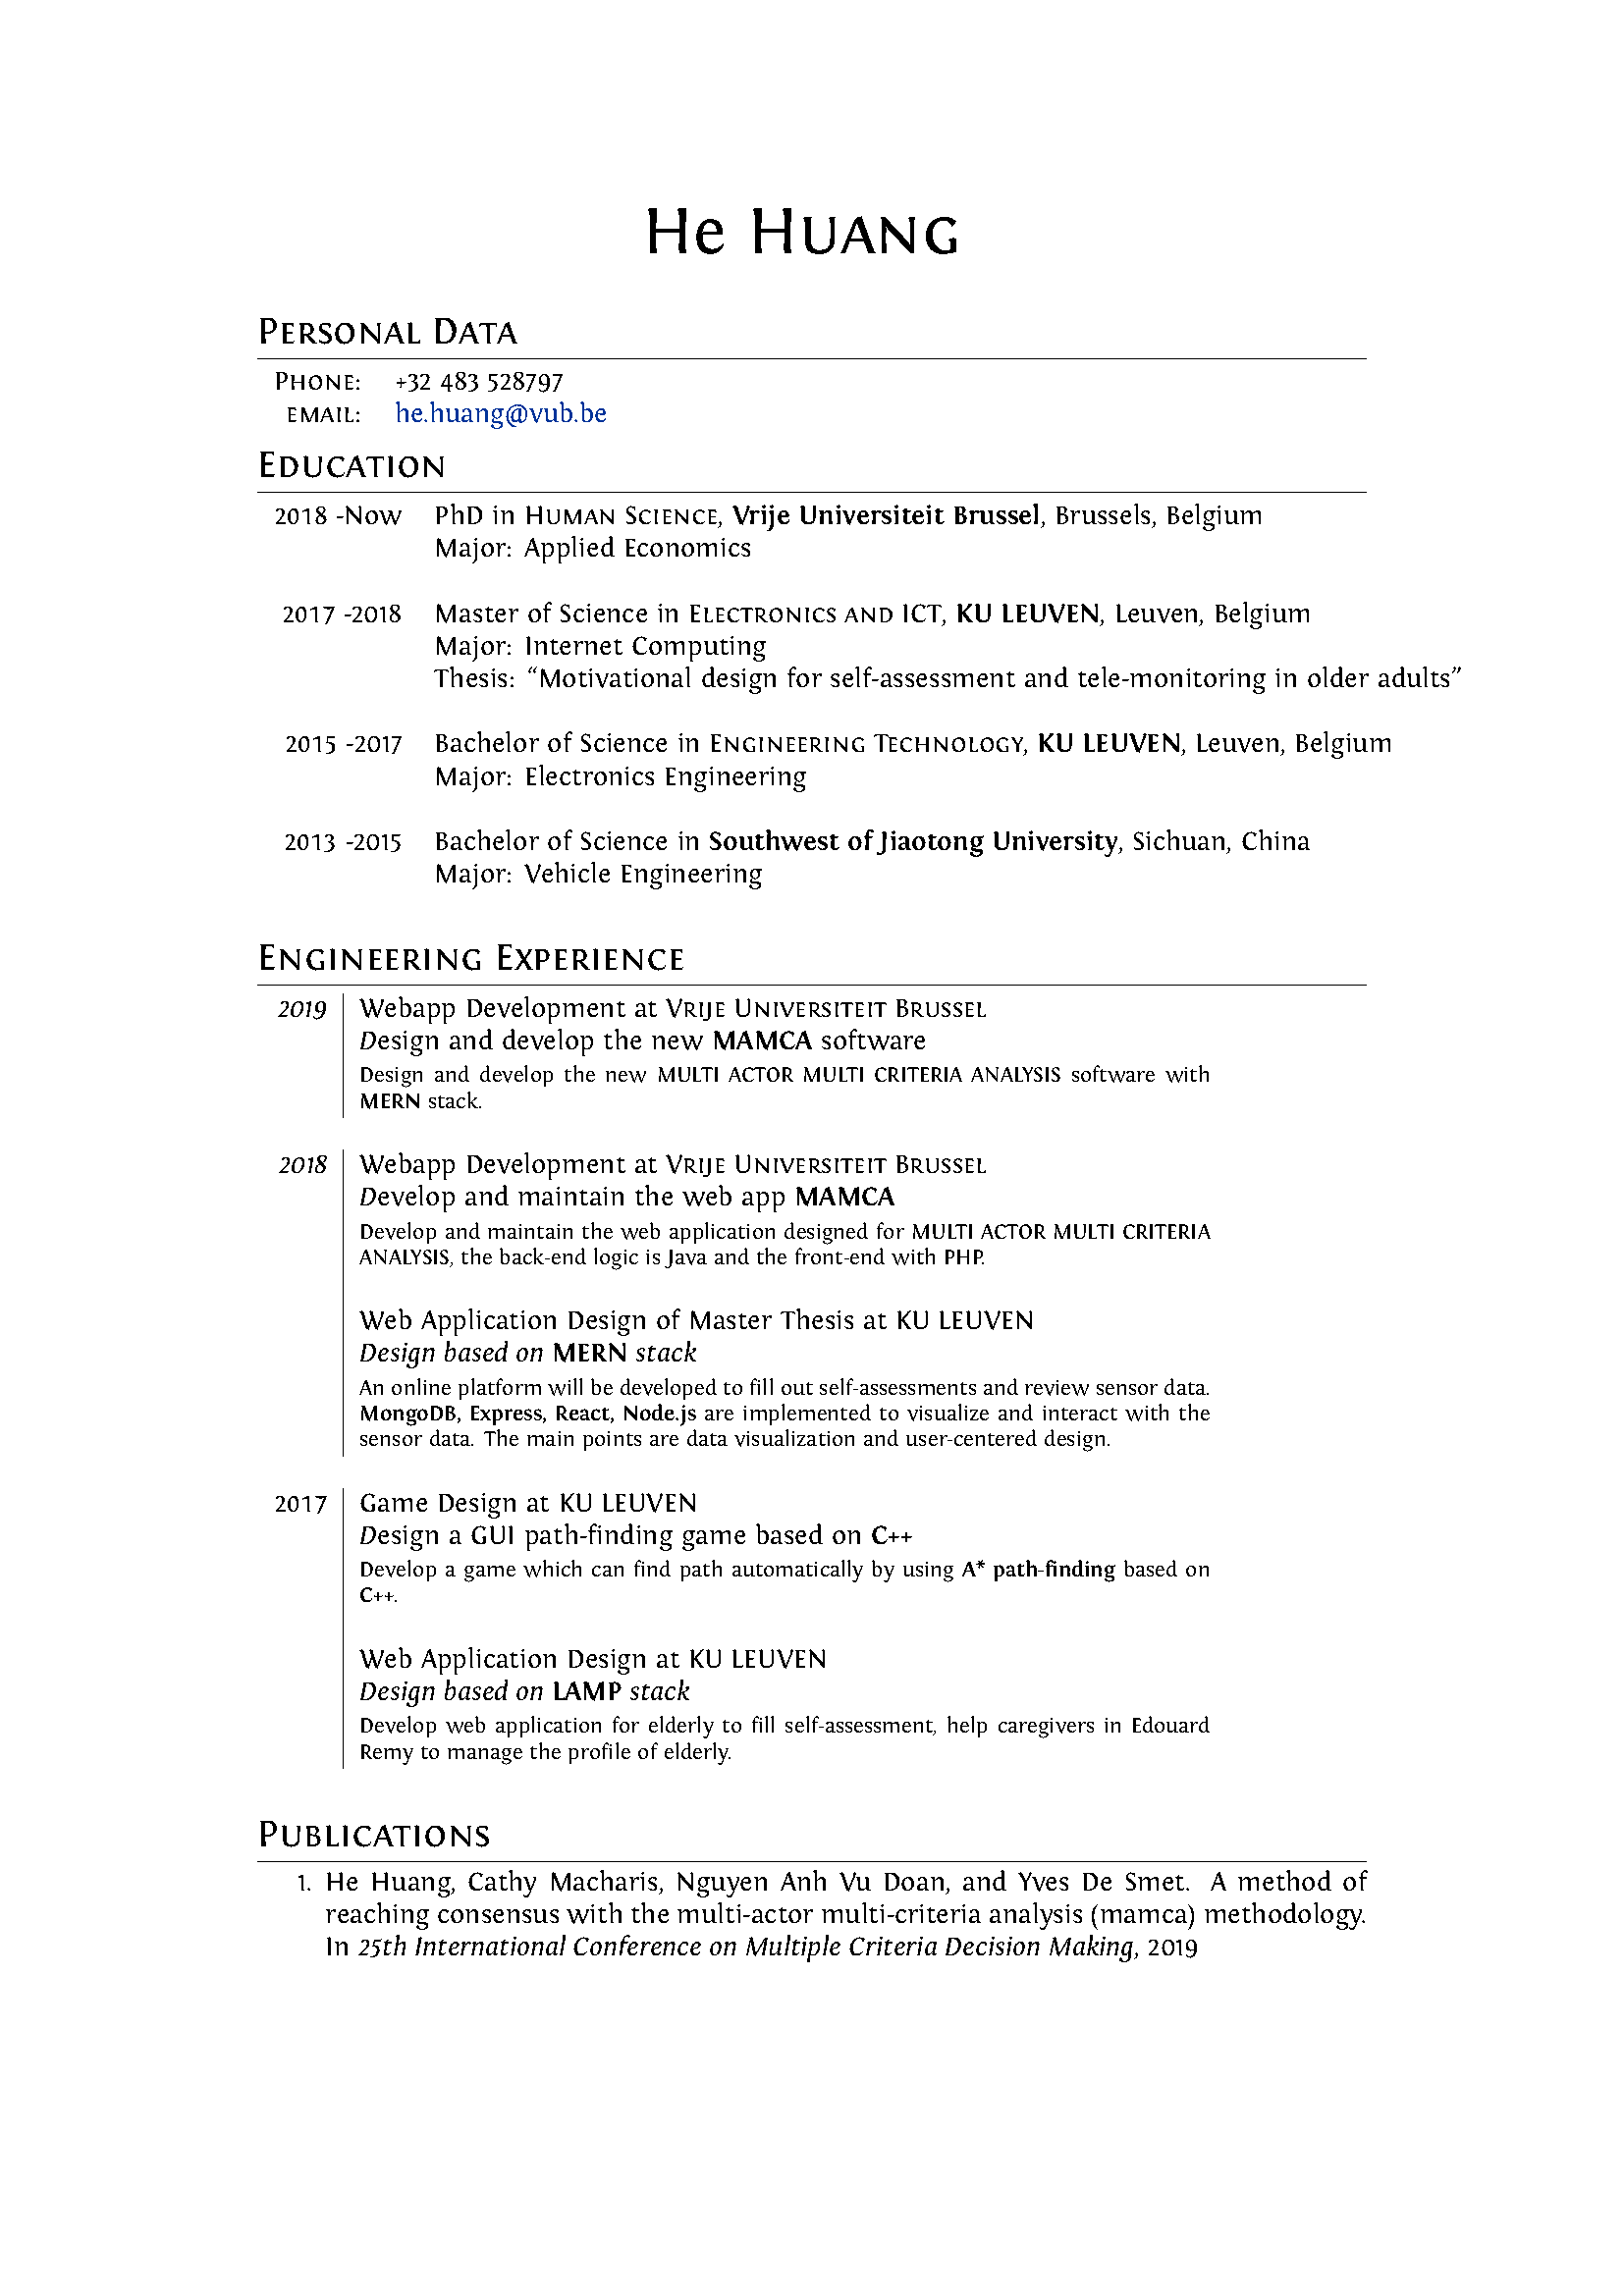 He Huang
Personal Data
Phone: +32 483 528797
email: he.huang@vub.be
Education
2018 -Now PhD in Human Science, Vrije Universiteit Brussel, Brussels, Belgium
Major: Applied Economics
2017 -2018 Master of Science in Electronics and ICT, KU LEUVEN, Leuven, Belgium
Major: Internet Computing
Thesis: “Motivational design for self-assessment and tele-monitoring in older adults”
2015 -2017 Bachelor of Science in Engineering Technology, KU LEUVEN, Leuven, Belgium
Major: Electronics Engineering
2013 -2015 Bachelor of Science in Southwest of Jiaotong University, Sichuan, China
Major: Vehicle Engineering
Engineering Experience
2019 Webapp Development at Vrije Universiteit Brussel
Design and develop the new MAMCA software
Design and develop the new MULTI ACTOR MULTI CRITERIA ANALYSIS software with
MERN stack.
2018 Webapp Development at Vrije Universiteit Brussel
Develop and maintain the web app MAMCA
Develop and maintain the web application designed for MULTI ACTOR MULTI CRITERIA
ANALYSIS, the back-end logic is Java and the front-end with PHP.
Web Application Design of Master Thesis at KU LEUVEN
Design based on MERN stack
An online platform will be developed to fill out self-assessments and review sensor data.
MongoDB, Express, React, Node.js are implemented to visualize and interact with the
sensor data. The main points are data visualization and user-centered design.
2017 Game Design at KU LEUVEN
Design a GUI path-finding game based on C++
Develop a game which can find path automatically by using A* path-finding based on
C++.
Web Application Design at KU LEUVEN
Design based on LAMP stack
Develop web application for elderly to fill self-assessment, help caregivers in Edouard
Remy to manage the profile of elderly.
Publications
1. He Huang, Cathy Macharis, Nguyen Anh Vu Doan, and Yves De Smet. A method of
reaching consensus with the multi-actor multi-criteria analysis (mamca) methodology.
In 25th International Conference on Multiple Criteria Decision Making, 2019